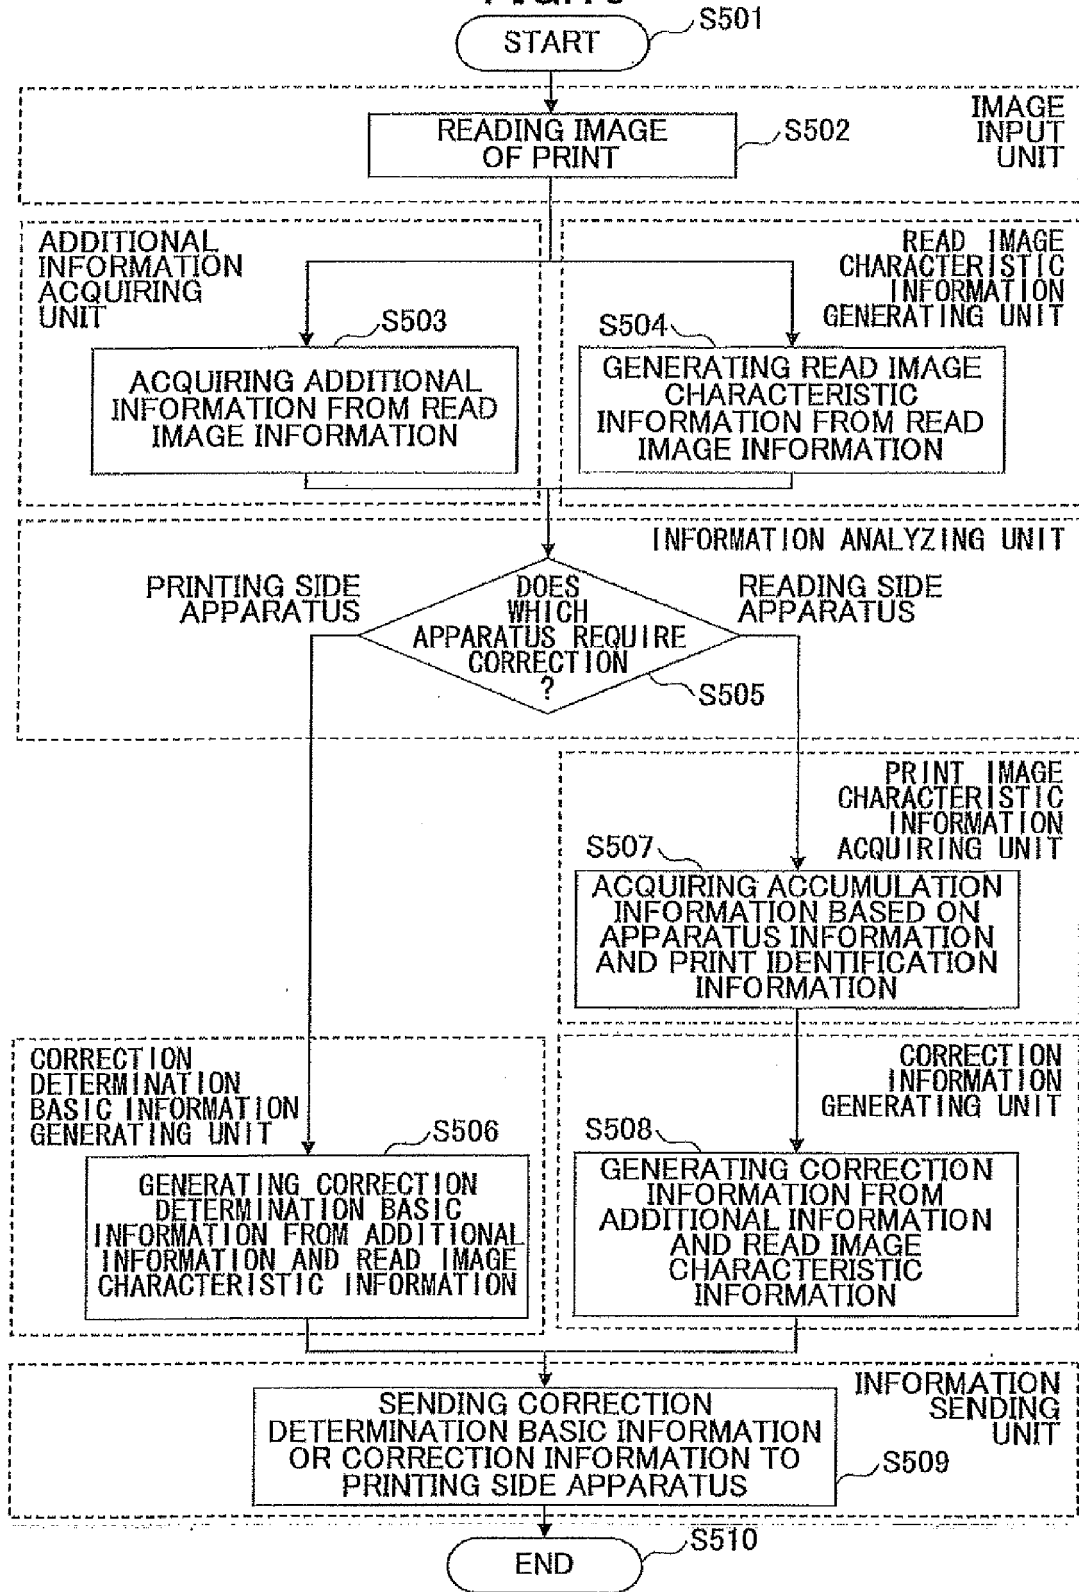 START
S501
IMAGE
INPUT
UNIT
READING IMAGE
OF PRINT
S502
ADDITIONAL
INFORMATION
ACQUIRING
UNIT
READ IMAGE
CHARACTERISTIC
INFORMATION
GENERATING UNIT
S503
ACQUIRING ADDITIONAL
INFORMATION FROM READ
IMAGE INFORMATION
S504
GENERATING READ IMAGE
CHARACTERISTIC
INFORMATION FROM READ
IMAGE INFORMATION
INFORMATION ANALYZING UNIT
PRINTING SIDE
APPARATUS
DOES
WHICH
APPARATUS REQUIRE
CORRECTION
?
READING SIDE
APPARATUS
S505
PRINT IMAGE
CHARACTERISTIC
INFORMATION
ACQUIRING UNIT
S507
ACQUIRING ACCUMULATION
INFORMATION BASED ON
APPARATUS INFORMATION
AND PRINT IDENTIFICATION
INFORMATION
CORRECTION
DETERMINATION
BASIC INFORMATION
GENERATING UNIT
CORRECTION
INFORMATION
GENERATING UNIT
S506
GENERATING CORRECTION
DETERMINATION BASIC
INFORMATION FROM ADDITIONAL
INFORMATION AND READ IMAGE
CHARACTERISTIC INFORMATION
S508
GENERATING CORRECTION
INFORMATION FROM
ADDITIONAL INFORMATION
AND READ IMAGE
CHARACTERISTIC
INFORMATION
INFORMATION
SENDING
UNIT
SENDING CORRECTION
DETERMINATION BASIC INFORMATION
OR CORRECTION INFORMATION TO
PRINTING SIDE APPARATUS
S509
END
S510